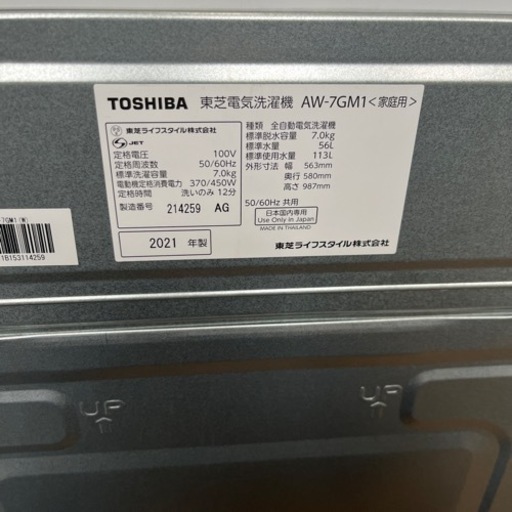 TOSHIBA 東芝電気洗濯機 AW-7GM1<家庭用>
東芝ライフスタイル株式会社
JET
定格電圧 100V
定格周波数 50/60Hz
標準洗濯容量 7.0kg
電動機定格消費電力 370/450W
定格時間 洗いのみ 12分
製造番号 214259 AG
2021 年製
種類 全自動電気洗濯機
標準脱水容量 7.0kg
標準水量 56L
標準使用水量 113L
外形寸法 幅 563mm
奥行 580mm
高さ 987mm
50/60Hz 共用
日本国内専用
Use Only in Japan
MADE IN THAILAND
東芝ライフスタイル株式会社
7GM1(W)
1B153114259
UP
UP